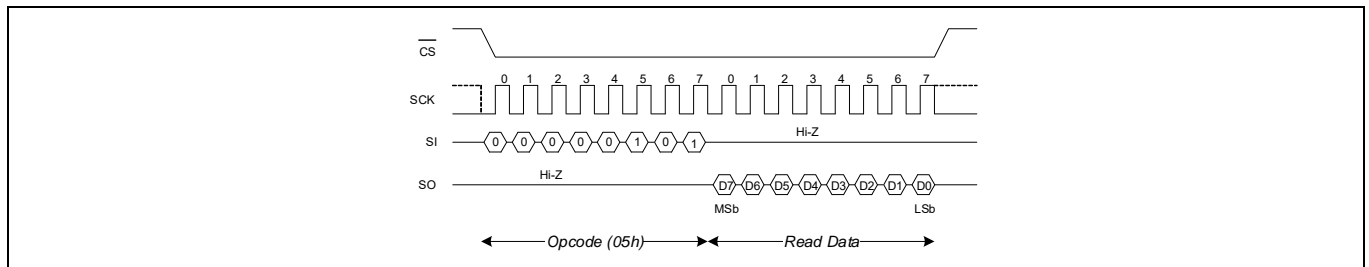 CS
0 1 2 3 4 5 6 7 0 1 2 3 4 5 6 7
SCK
Hi-Z
SI 0 0 0 0 0 1 0 1
Hi-Z
SO D7 D6 D5 D4 D3 D2 D1 D0
MSb LSb
Opcode (05h) Read Data